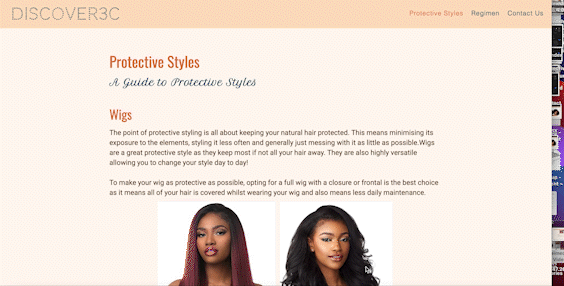 DISCOVER3C
Protective Styles Regimen Contact Us
Protective Styles
A Guide to Protective Styles
Wigs
The point of protective styling is all about keeping your natural hair protected. This means minimising its
exposure to the elements, styling it less often and generally just messing with it as little as possible.Wigs
are a great protective style as they keep most if not all your hair away. They are also highly versatile
allowing you to change your style day to day!
To make your wig as protective as possible, opting for a full wig with a closure or frontal is the best choice
as it means all of your hair is covered whilst wearing your wig and also means less daily maintenance.